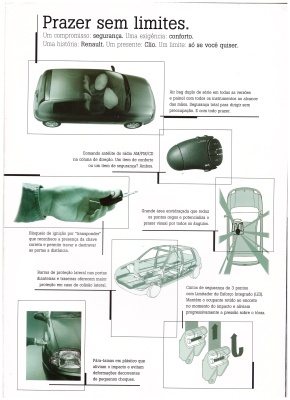 Prazer sem limites.
Um compromisso: segurança. Uma exigência: conforto.
Uma história: Renault. Um presente: Clio. Um limite: só se você quiser.
Air bag duplo de série em todas as versões
e painel com todos os instrumentos ao alcance
das mãos. Segurança total para dirigir sem
preocupação. E com todo prazer.
Comando satélite do rádio AM/FM/CD
na coluna de direção. Um item de conforto
ou um item de segurança? Ambos.
Grande área envidraçada que reduz
os pontos cegos e potencializa o
prazer visual por todos os ângulos.
Bloqueio da ignição por "transponder"
que reconhece a presença da chave
correta e permite trancar e destravar
as portas a distância.
Barras de proteção lateral nas portas
dianteiras e traseiras oferecem maior
proteção em caso de colisão lateral.
Cintos de segurança de 3 pontos
com Limitador de Esforço Integrado (LEI).
Mantêm o ocupante retido no encosto
no momento do impacto e aliviam
progressivamente a pressão sobre o tórax.
Pára-lamas em plástico que
absorvem o impacto e evitam
deformações decorrentes
de pequenos choques.